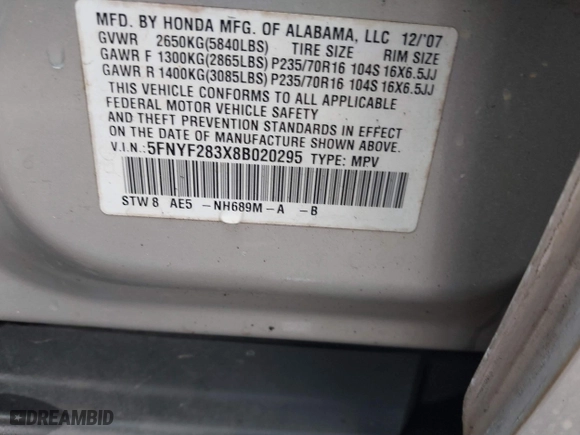 MFD. BY HONDA MFG. OF ALABAMA, LLC 12/'07
GVWR 2650KG(5840LBS) TIRE SIZE RIM SIZE
GAWR F 1300KG(2865LBS) P235/70R16 104S 16X6.5JJ
GAWR R 1400KG(3085LBS) P235/70R16 104S 16X6.5JJ
THIS VEHICLE CONFORMS TO ALL APPLICABLE
FEDERAL MOTOR VEHICLE SAFETY
AND THEFT PREVENTION STANDARDS IN EFFECT
ON THE DATE OF MANUFACTURE SHOWN ABOVE.
V.I.N.: 5FNYF283X8B020295 TYPE: MPV
STW 8 AE5 -NH689M-A -B
DREAMBID